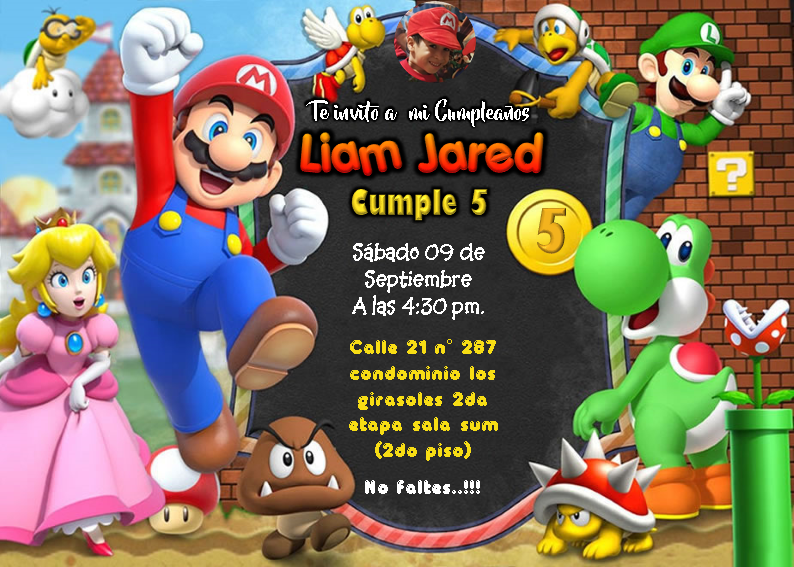 Te invito a mi Cumpleaños
Liam Jared
Cumple 5
5
Sábado 09 de
Septiembre
A las 4:30 pm.
Calle 21 n° 287
condominio los
girasoles 2da
etapa sala sum
(2do piso)
No faltes..!!!
M
L
?